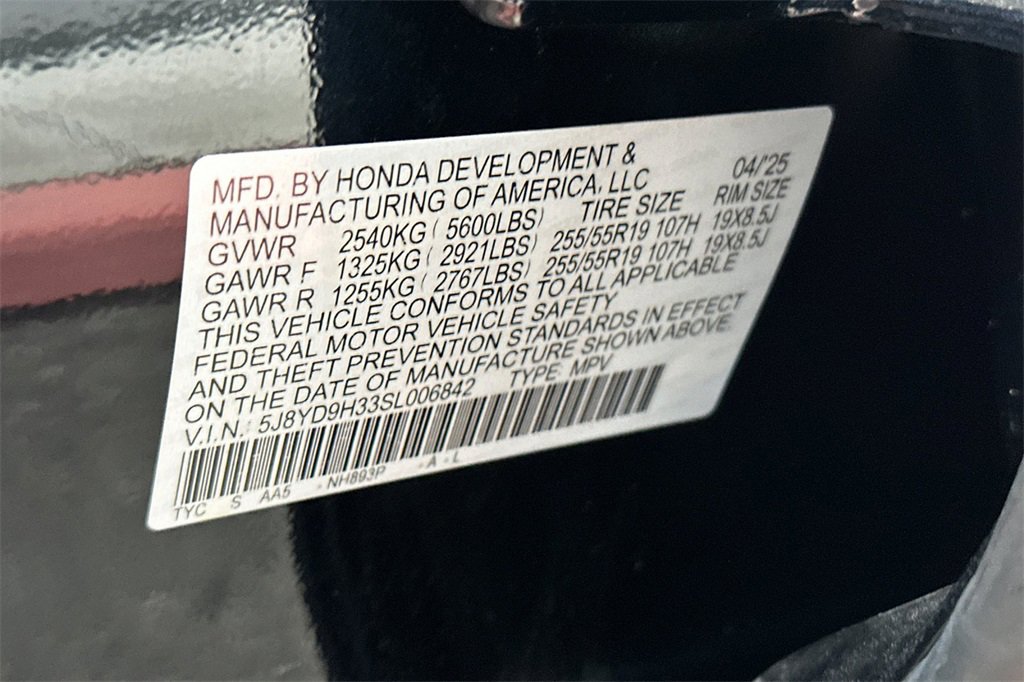 MFD. BY HONDA DEVELOPMENT &
MANUFACTURING OF AMERICA, LLC 04/'25
GVWR 2540KG ( 5600LBS) TIRE SIZE RIM SIZE
GAWR F 1325KG ( 2921LBS) 255/55R19 107H 19X8.5J
GAWR R 1255KG ( 2767LBS) 255/55R19 107H 19X8.5J
THIS VEHICLE CONFORMS TO ALL APPLICABLE
FEDERAL MOTOR VEHICLE SAFETY
AND THEFT PREVENTION STANDARDS IN EFFECT
ON THE DATE OF MANUFACTURE SHOWN ABOVE.
V.I.N.: 5J8YD9H33SL006842 TYPE: MPV
TYC S AA5 - NH893P - A - L